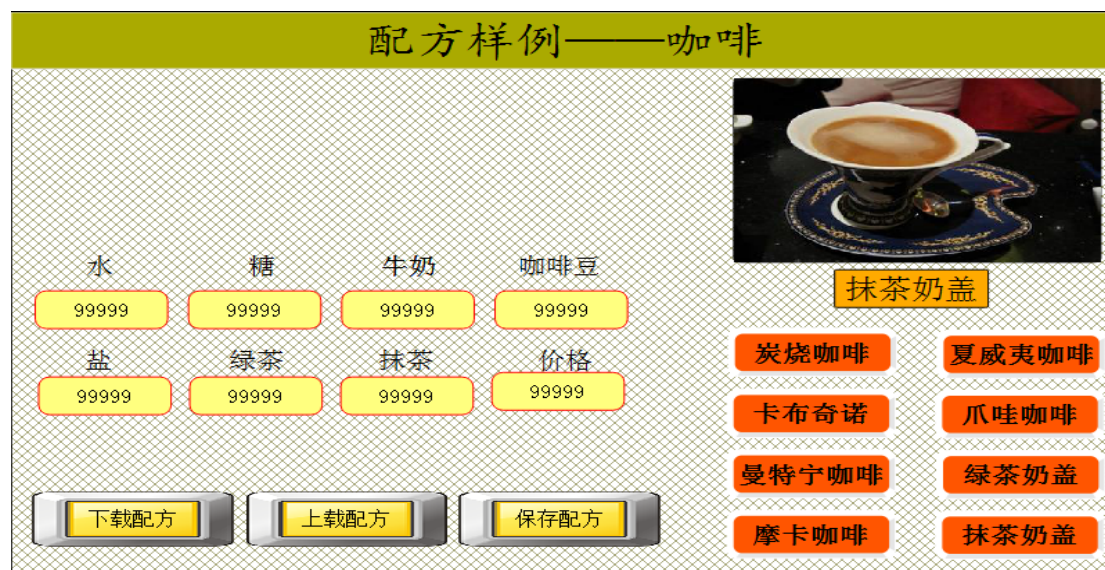 配方样例——咖啡
水 糖 牛奶 咖啡豆
99999 99999 99999 99999
盐 绿茶 抹茶 价格
99999 99999 99999 99999
下载配方 上载配方 保存配方
抹茶奶盖
炭烧咖啡 夏威夷咖啡
卡布奇诺 爪哇咖啡
曼特宁咖啡 绿茶奶盖
摩卡咖啡 抹茶奶盖